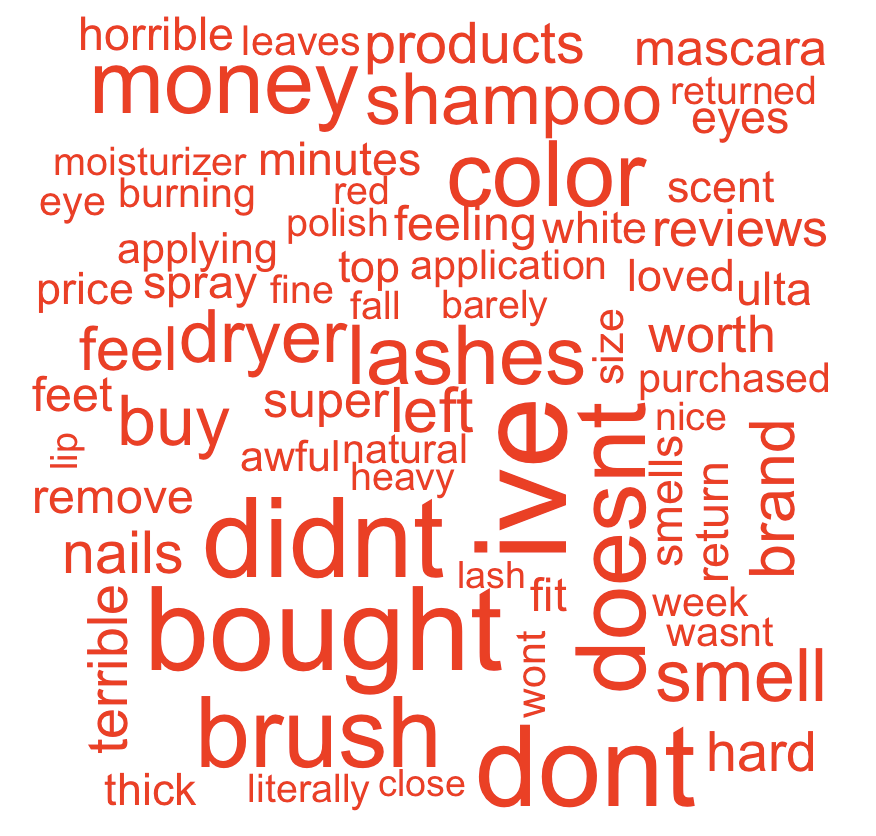 horrible leaves products mascara
money shampoo returned
eyes
moisturizer minutes color scent
eye burning red
polish feeling white reviews
applying top application loved ulta
price spray fine
fall barely
feel dryer lashes size worth
purchased
feet buy super left ive doesnt nice
lip awful natural smells return brand
heavy
remove
nails didnt
lash fit week
terrible bought wont wasnt
smell
brush dont hard
thick literally close